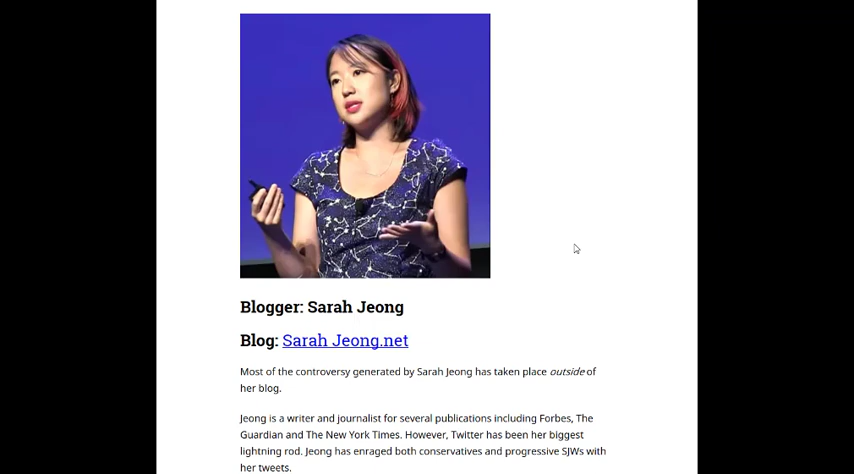 Blogger: Sarah Jeong
Blog: Sarah Jeong.net
Most of the controversy generated by Sarah Jeong has taken place outside of
her blog.
Jeong is a writer and journalist for several publications including Forbes, The
Guardian and The New York Times. However, Twitter has been her biggest
lightning rod. Jeong has enraged both conservatives and progressive SJWs with
her tweets.